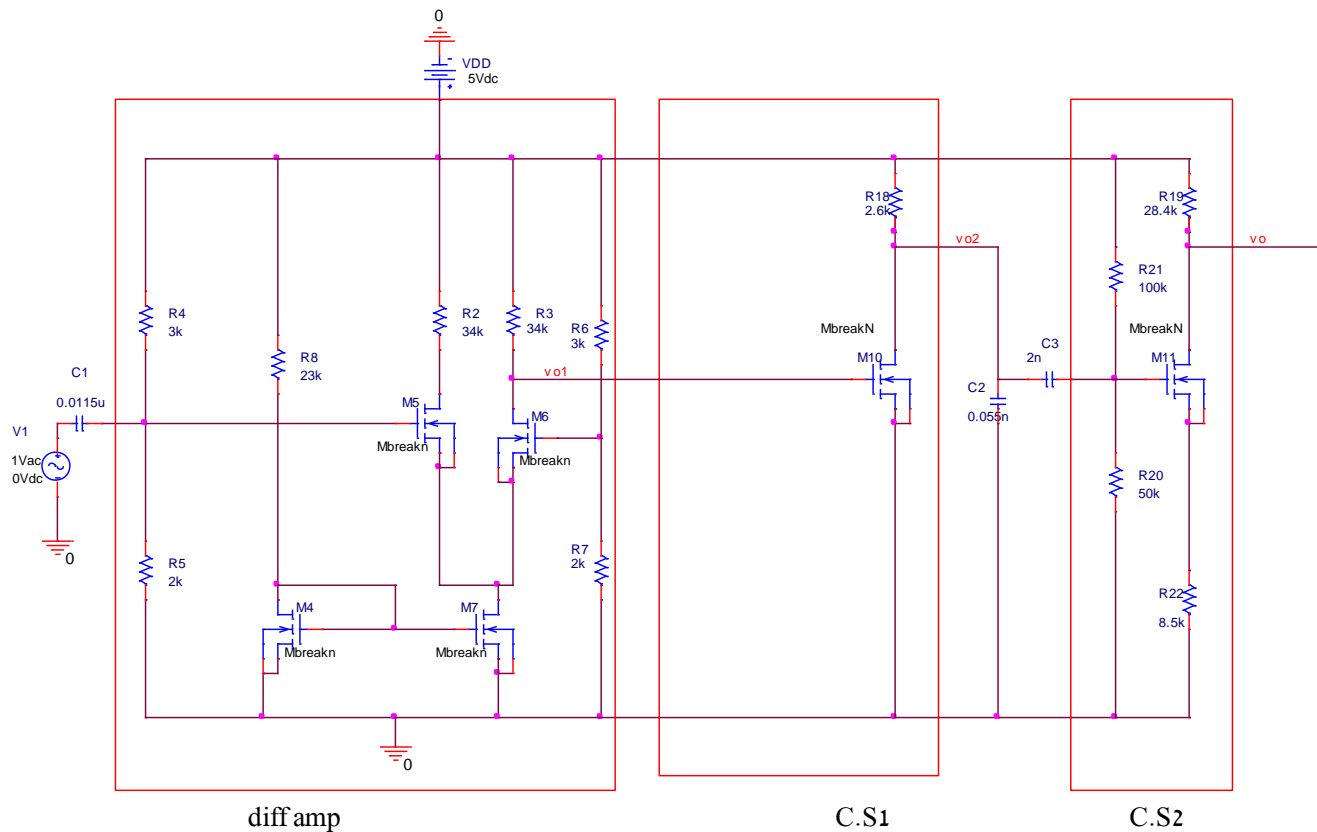 0
VDD
5Vdc
R4
3k
R8
23k
R2
34k
R3
34k
R6
3k
vo1
C1
0.0115u
V1
1Vac
0Vdc
0
M5
Mbreakn
M6
Mbreakn
R5
2k
M4
Mbreakn
M7
Mbreakn
R7
2k
0
R18
2.6k
vo2
MbreakN
M10
C2
0.055n
C3
2n
R21
100k
R19
28.4k
vo
MbreakN
M11
R20
50k
R22
8.5k
diff amp
C.S1
C.S2